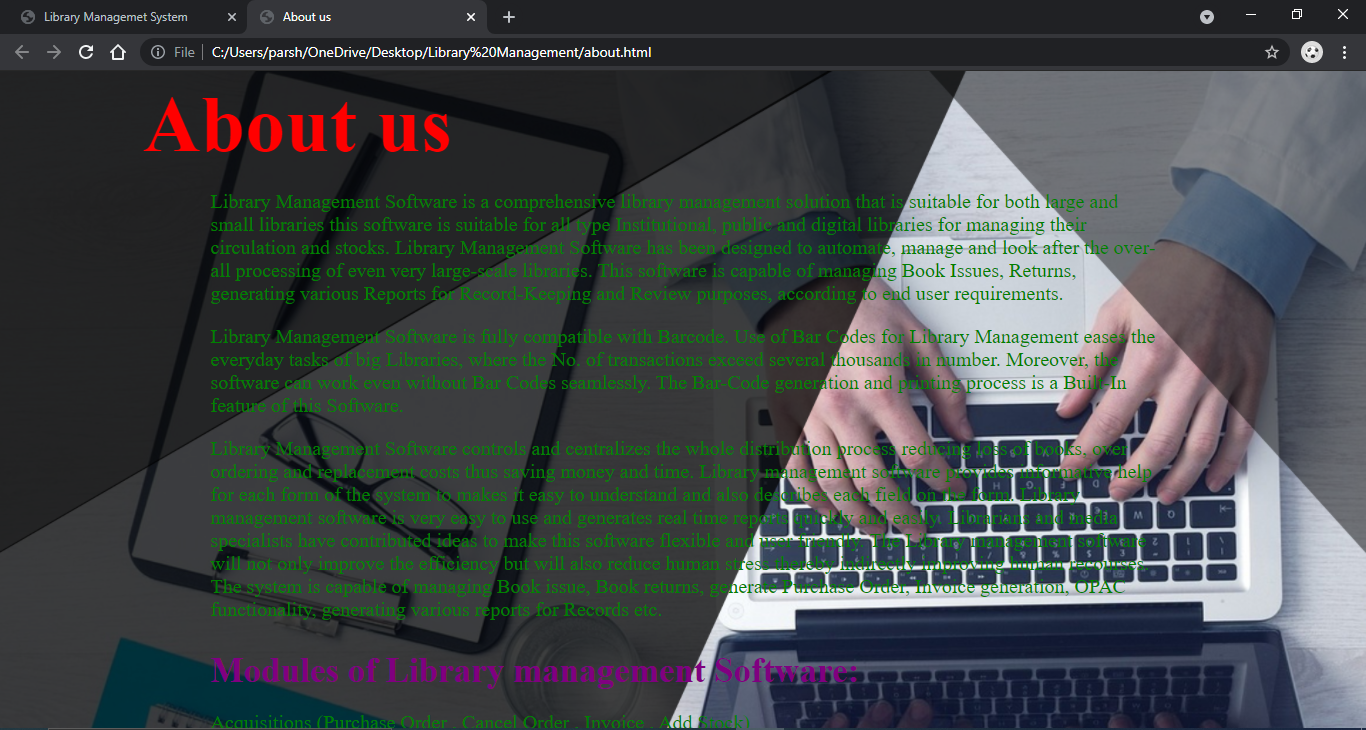 Library Managemet System
About us
File
C:/Users/parsh/OneDrive/Desktop/Library%20Management/about.html
About us
Library Management Software is a comprehensive library management solution that is suitable for both large and
small libraries this software is suitable for all type Institutional, public and digital libraries for managing their
circulation and stocks. Library Management Software has been designed to automate, manage and look after the over-
all processing of even very large-scale libraries. This software is capable of managing Book Issues, Returns,
generating various Reports for Record-Keeping and Review purposes, according to end user requirements.
Library Management Software is fully compatible with Barcode. Use of Bar Codes for Library Management eases the
everyday tasks of big Libraries, where the No. of transactions exceed several thousands in number. Moreover, the
software can work even without Bar Codes seamlessly. The Bar-Code generation and printing process is a Built-In
feature of this Software.
Library Management Software controls and centralizes the whole distribution process reducing loss of books, over
ordering and replacement costs thus saving money and time. Library management software provides informative help
for each form of the system to makes it easy to understand and also describes each field on the form. Library
management software is very easy to use and generates real time reports quickly and easily. Librarians and media
specialists have contributed ideas to make this software flexible and user friendly. The Library management software
will not only improve the efficiency but will also reduce human stress thereby indirectly improving human recourses.
The system is capable of managing Book issue, Book returns, generate Purchase Order, Invoice generation, OPAC
functionality, generating various reports for Records etc.
Modules of Library management Software:
Acquisitions (Purchase Order , Cancel Order , Invoice , Add Stock)